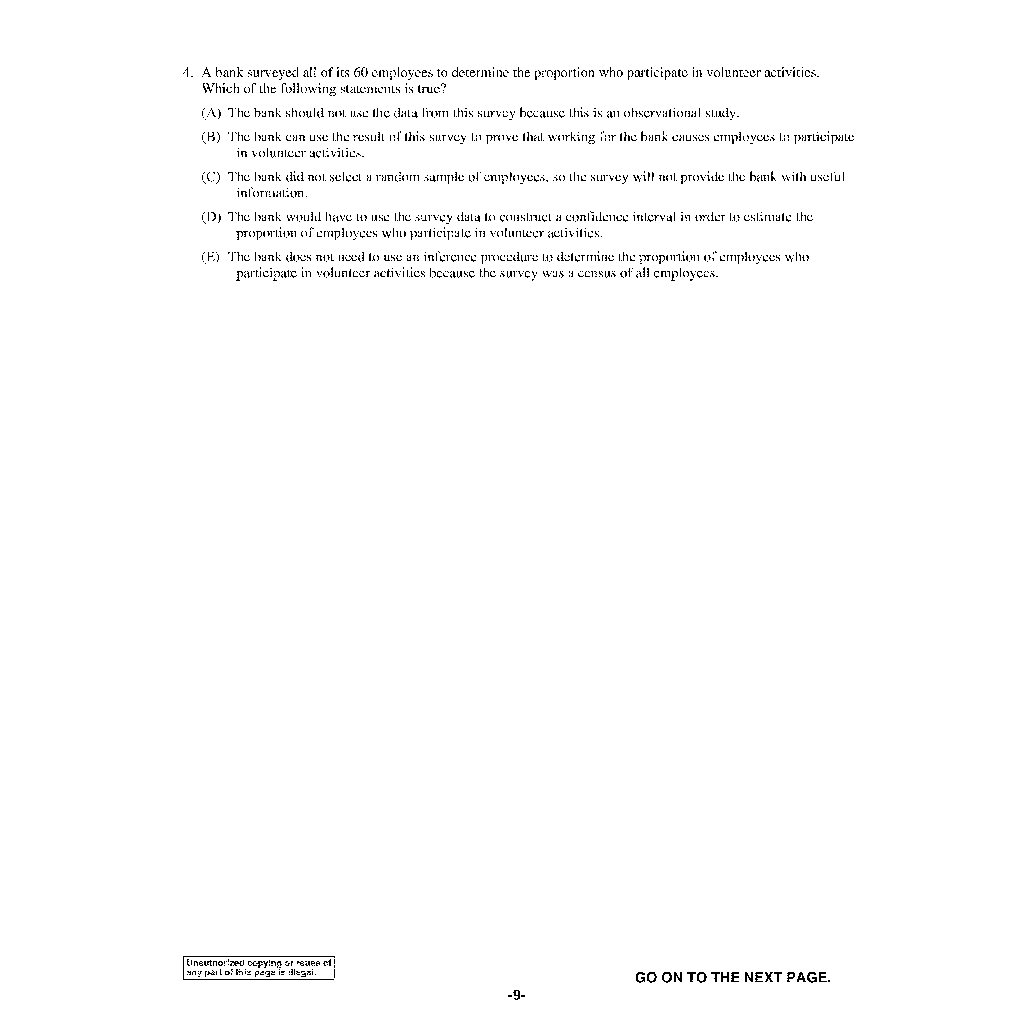 4. A bank surveyed all of its 60 employees to determine the proportion who participate in volunteer activities.
Which of the following statements is true?
(A) The bank should not use the data from this survey because this is an observational study.
(B) The bank can use the result of this survey to prove that working for the bank causes employees to participate
in volunteer activities.
(C) The bank did not select a random sample of employees, so the survey will not provide the bank with useful
information.
(D) The bank would have to use the survey data to construct a confidence interval in order to estimate the
proportion of employees who participate in volunteer activities.
(E) The bank does not need to use an inference procedure to determine the proportion of employees who
participate in volunteer activities because the survey was a census of all employees.
Unauthorized copying or reuse of
any part of this page is illegal.
GO ON TO THE NEXT PAGE.
-9-